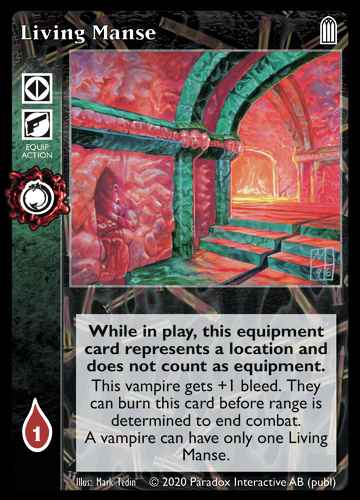 Living Manse
EQUIP
ACTION
While in play, this equipment
card represents a location and
does not count as equipment.
This vampire gets +1 bleed. They
can burn this card before range is
determined to end combat.
A vampire can have only one Living
Manse.
1
Illus: Mark Tedin © 2020 Paradox Interactive AB (publ)